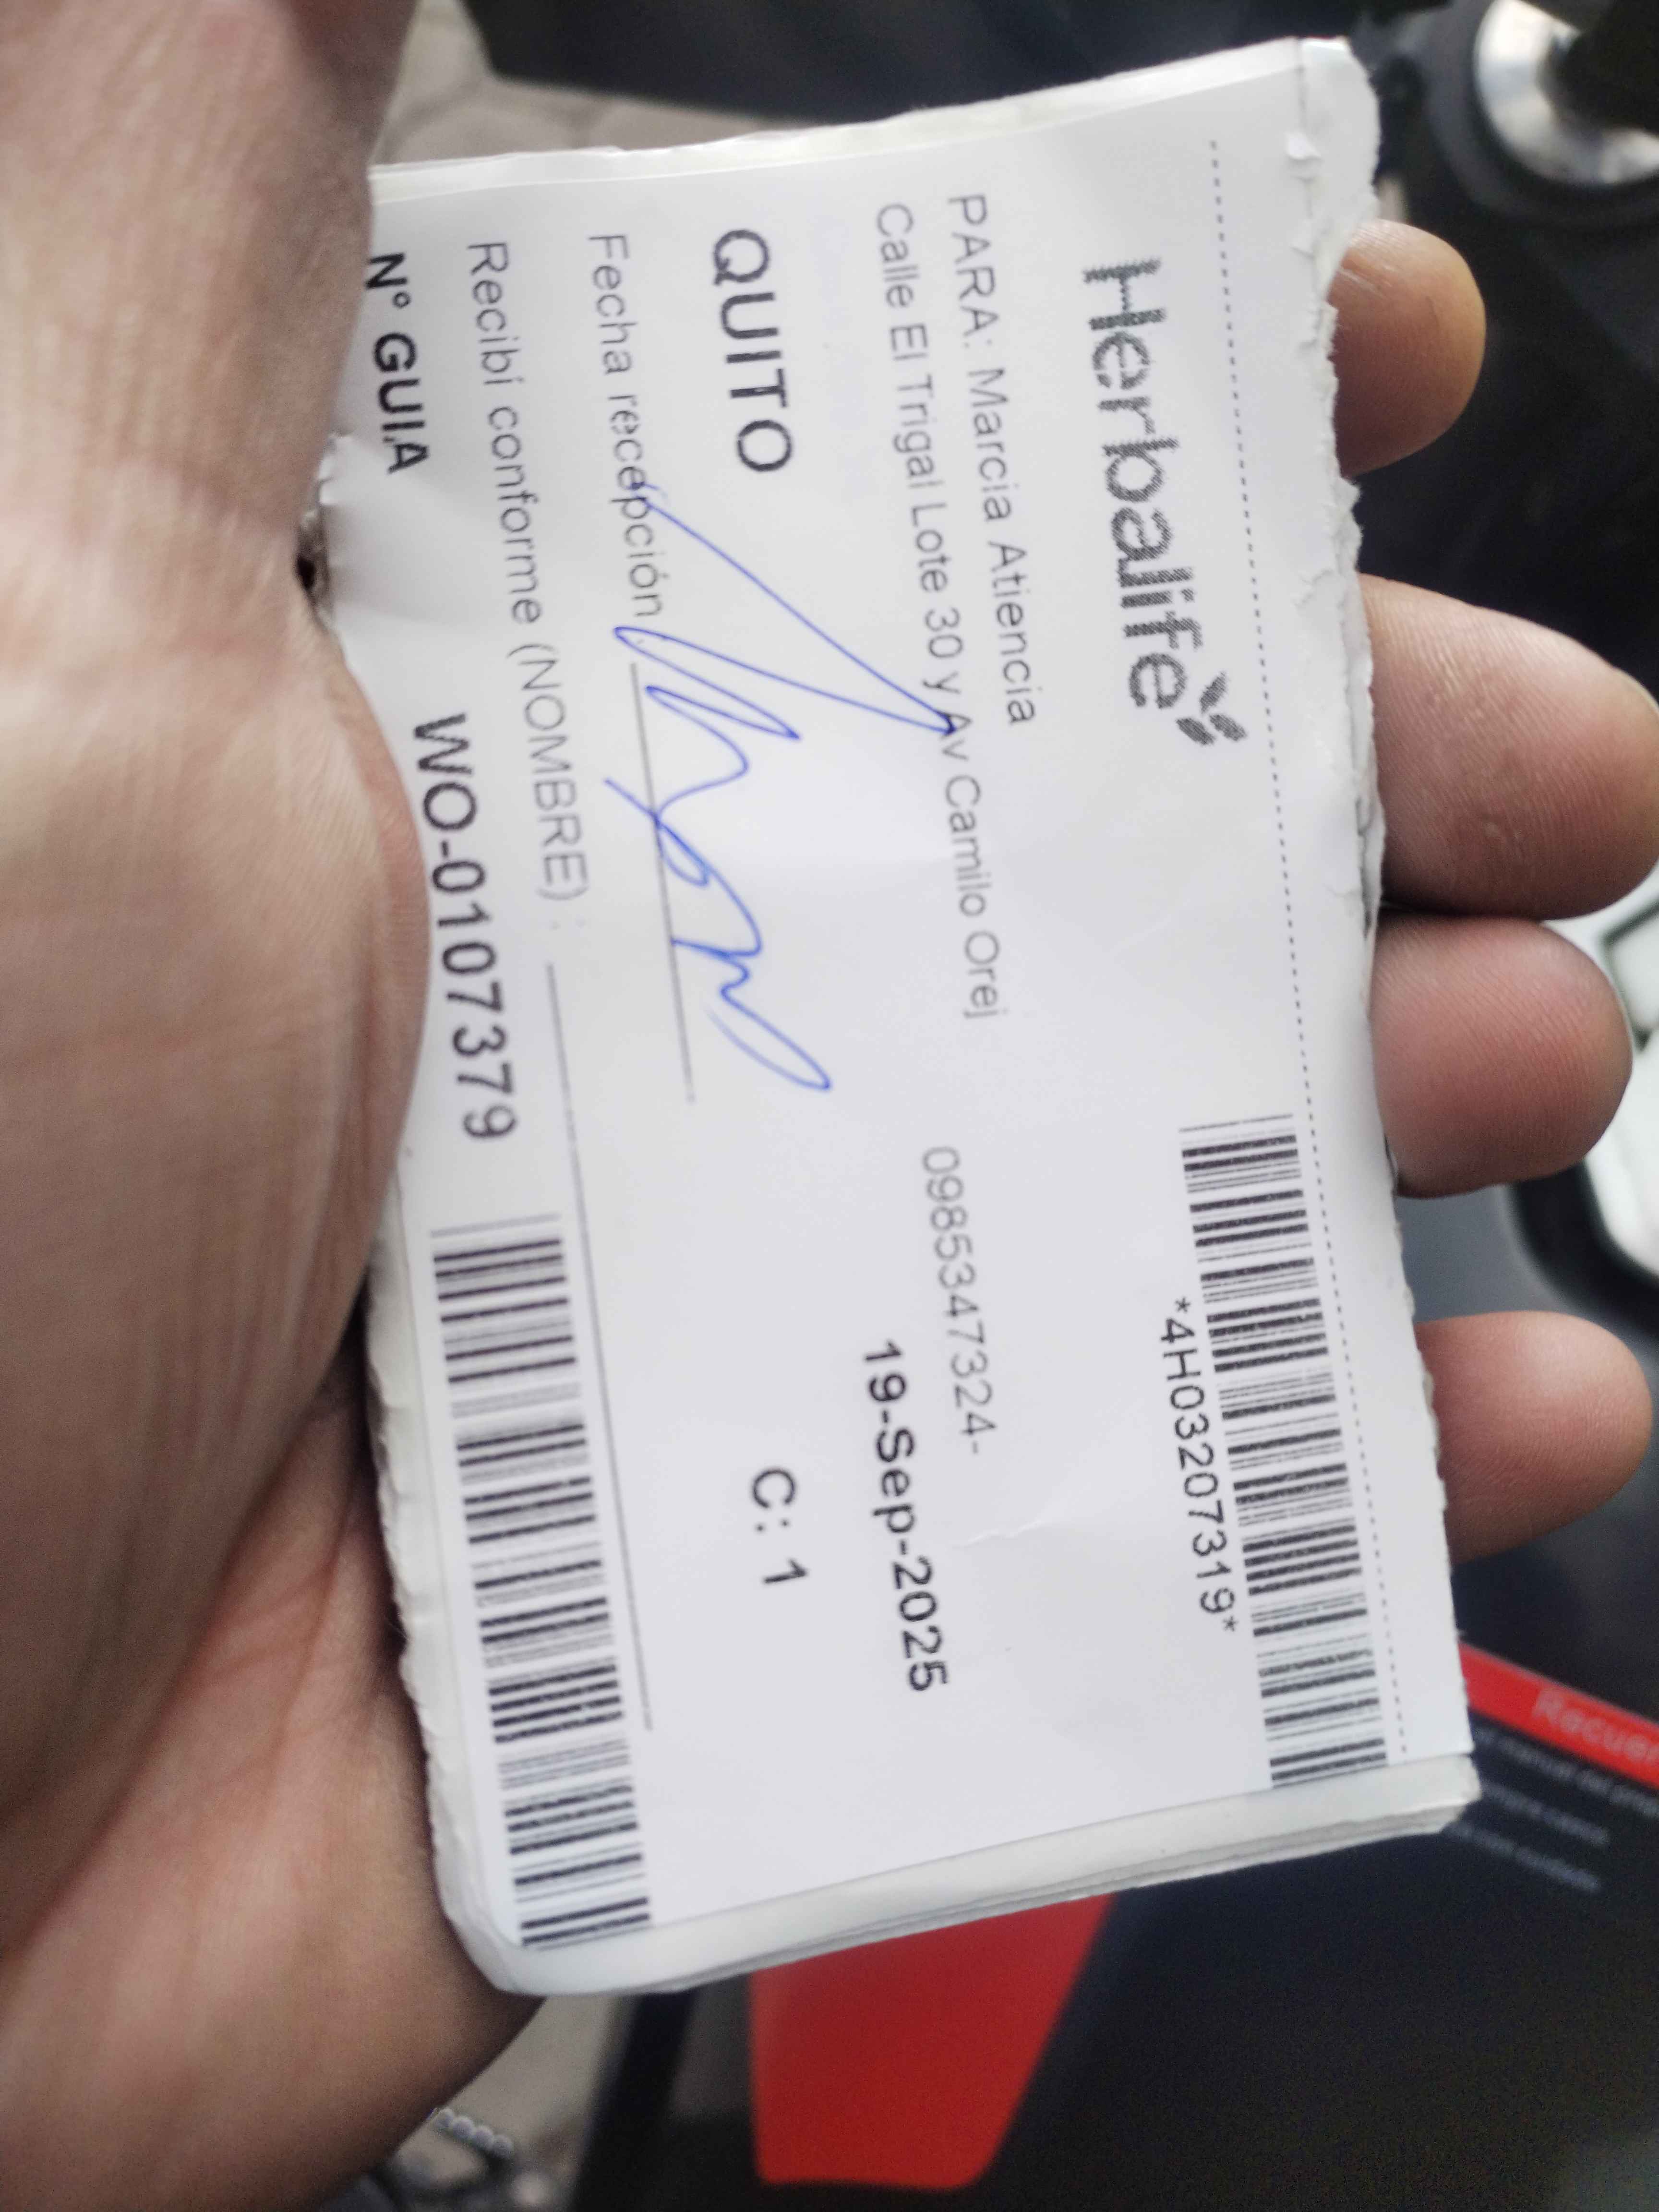 Herbalife
*4H03207319*
PARA: Marcia Atiencia
Calle El Trigal Lote 30 y Av Camilo Orej
0985347324-
19-Sep-2025
QUITO
C: 1
Fecha recepción
Recibí conforme (NOMBRE) :
N° GUIA
WO-0107379